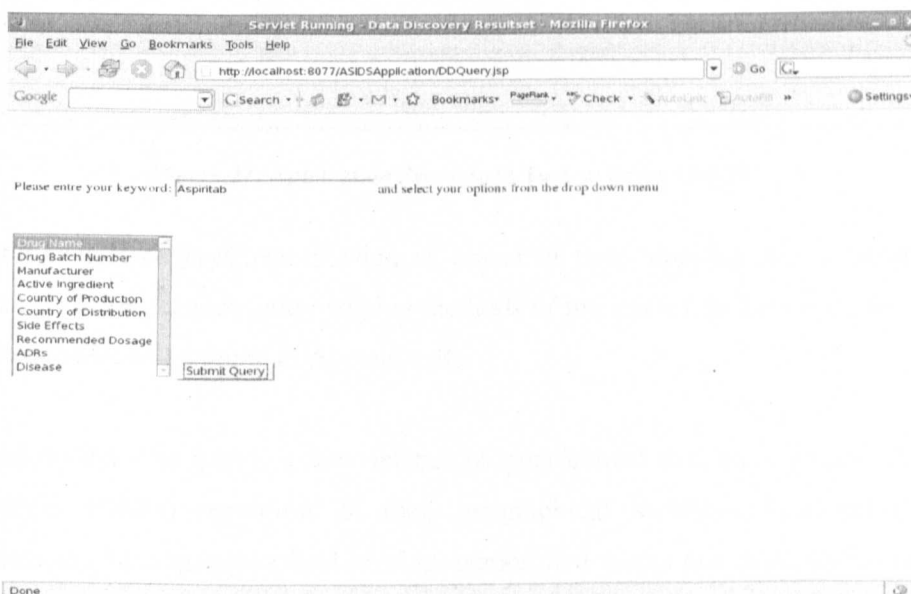 Servlet Running - Data Discovery Resultset - Mozilla Firefox
File Edit View Go Bookmarks Tools Help
http://localhost:8077/ASIDSApplication/DDQuery.jsp Go
Google Search Bookmarks PageRank Check AutoLink AutoFill Settings
Please entre your keyword: Aspiritab and select your options from the drop down menu
Drug Name
Drug Batch Number
Manufacturer
Active Ingredient
Country of Production
Country of Distribution
Side Effects
Recommended Dosage
ADRs
Disease Submit Query
Done